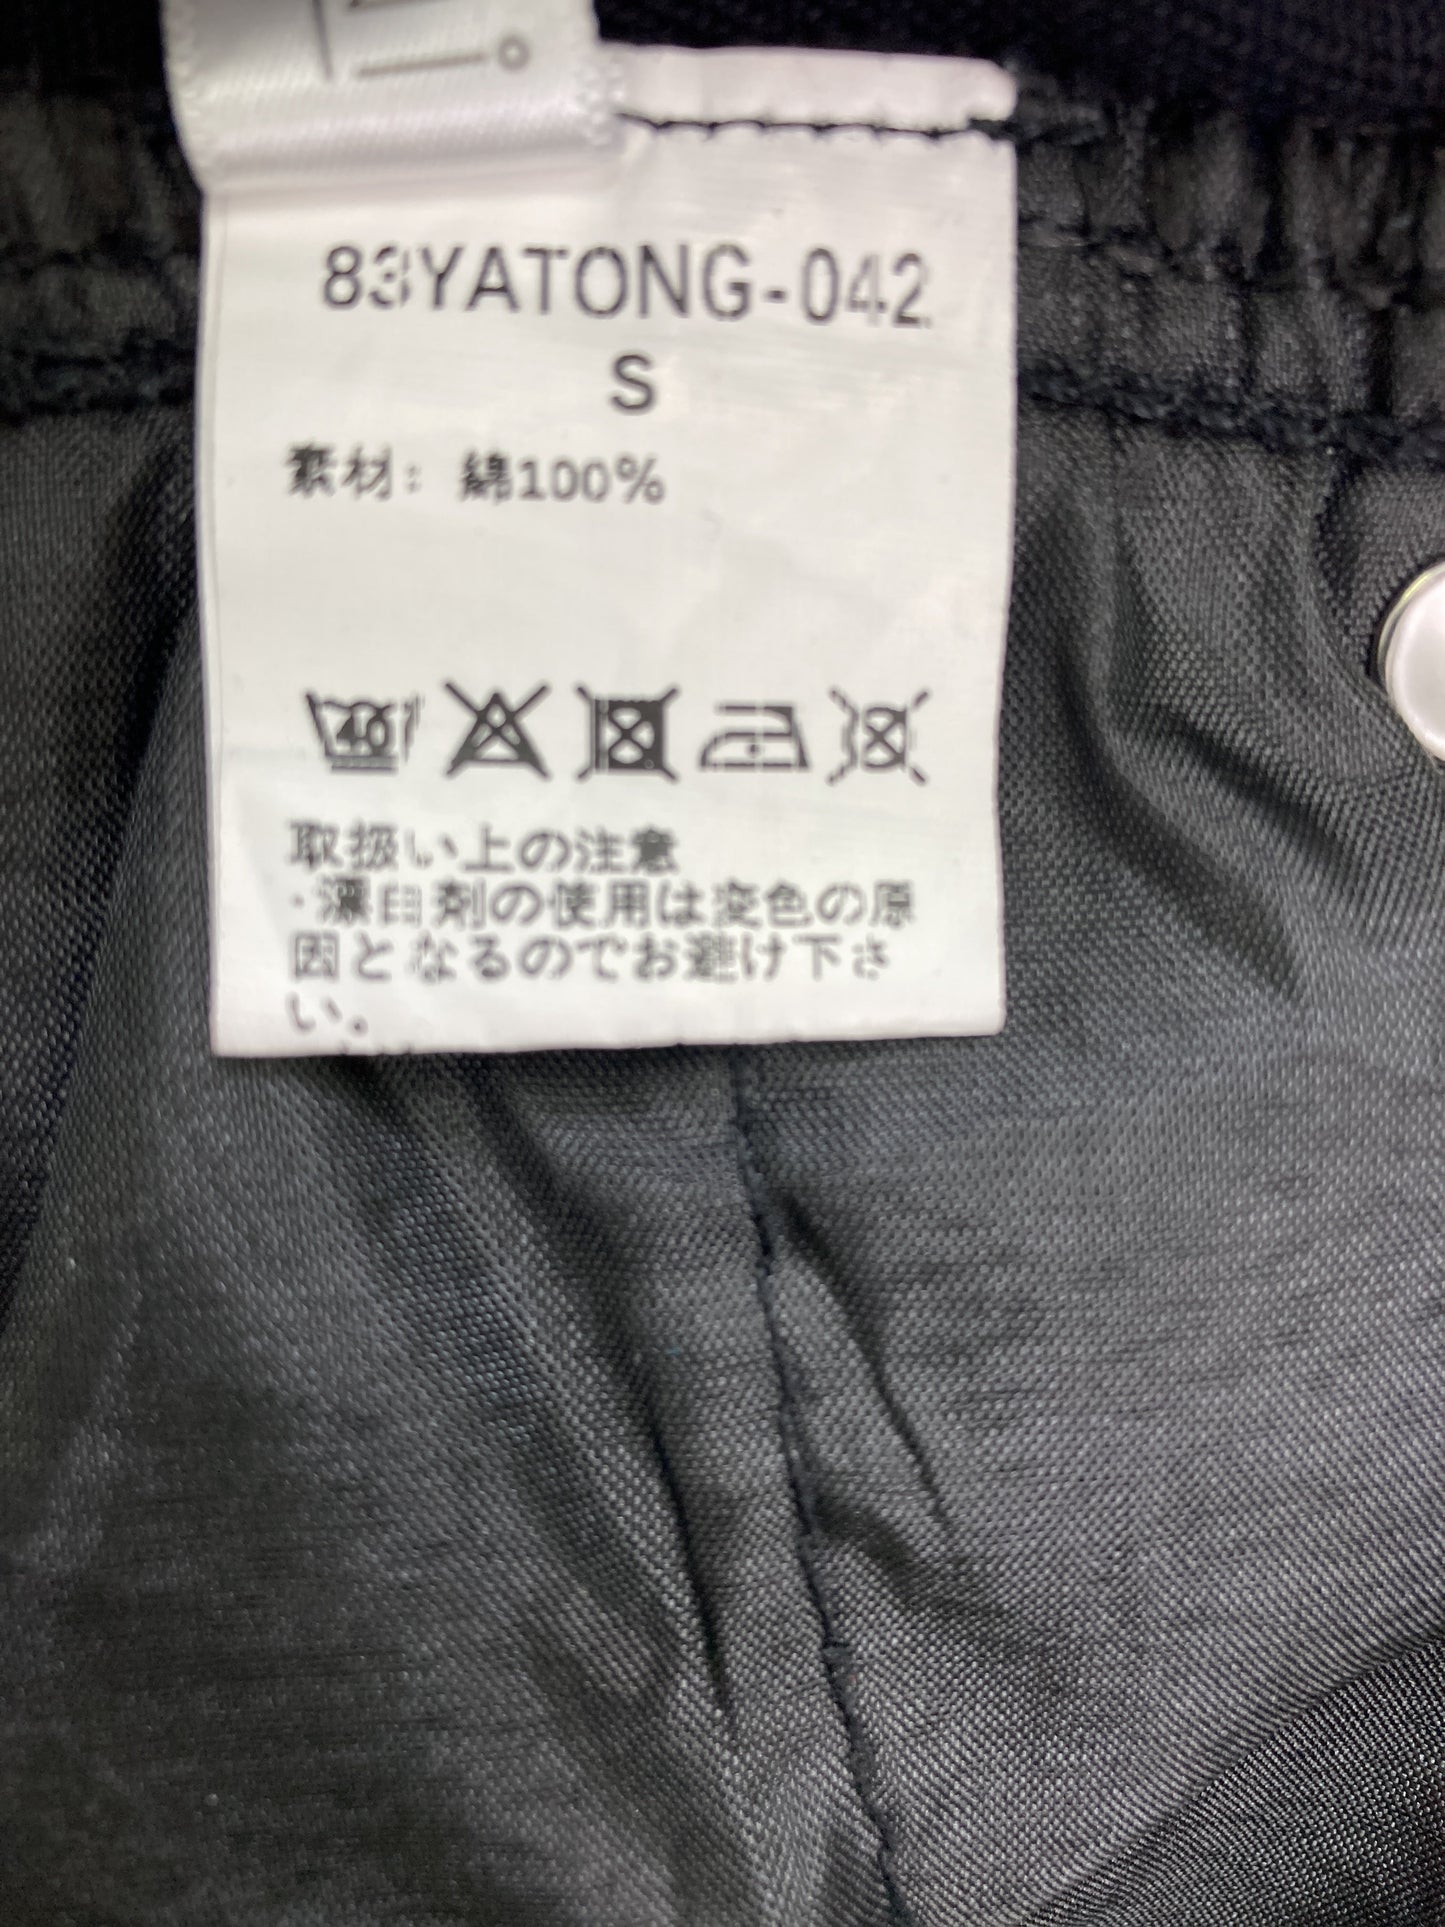 83YATONG-042
S
素材: 綿100%
40
取扱い上の注意
・漂白剤の使用は変色の原
因となるのでお避け下さ
い。